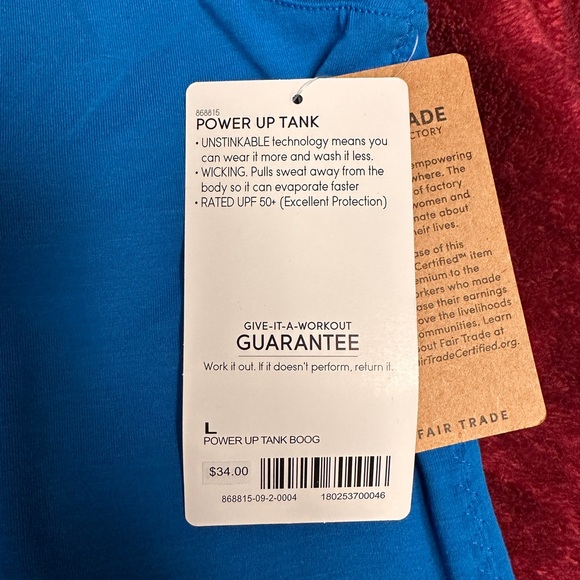 868815
POWER UP TANK
• UNSTINKABLE technology means you
can wear it more and wash it less.
• WICKING. Pulls sweat away from the
body so it can evaporate faster
• RATED UPF 50+ (Excellent Protection)
GIVE-IT-A-WORKOUT
GUARANTEE
Work it out. If it doesn't perform, return it.
L
POWER UP TANK BOOG
$34.00
868815-09-2-0004 180253700046
ADE
CTORY
empowering
where. The
of factory
women and
nate about
heir lives.
ase of this
Certified™ item
emium to the
orkers who made
ase their earnings
ove the livelihoods
ommunities. Learn
out Fair Trade at
irTradeCertified.org.
FAIR TRADE